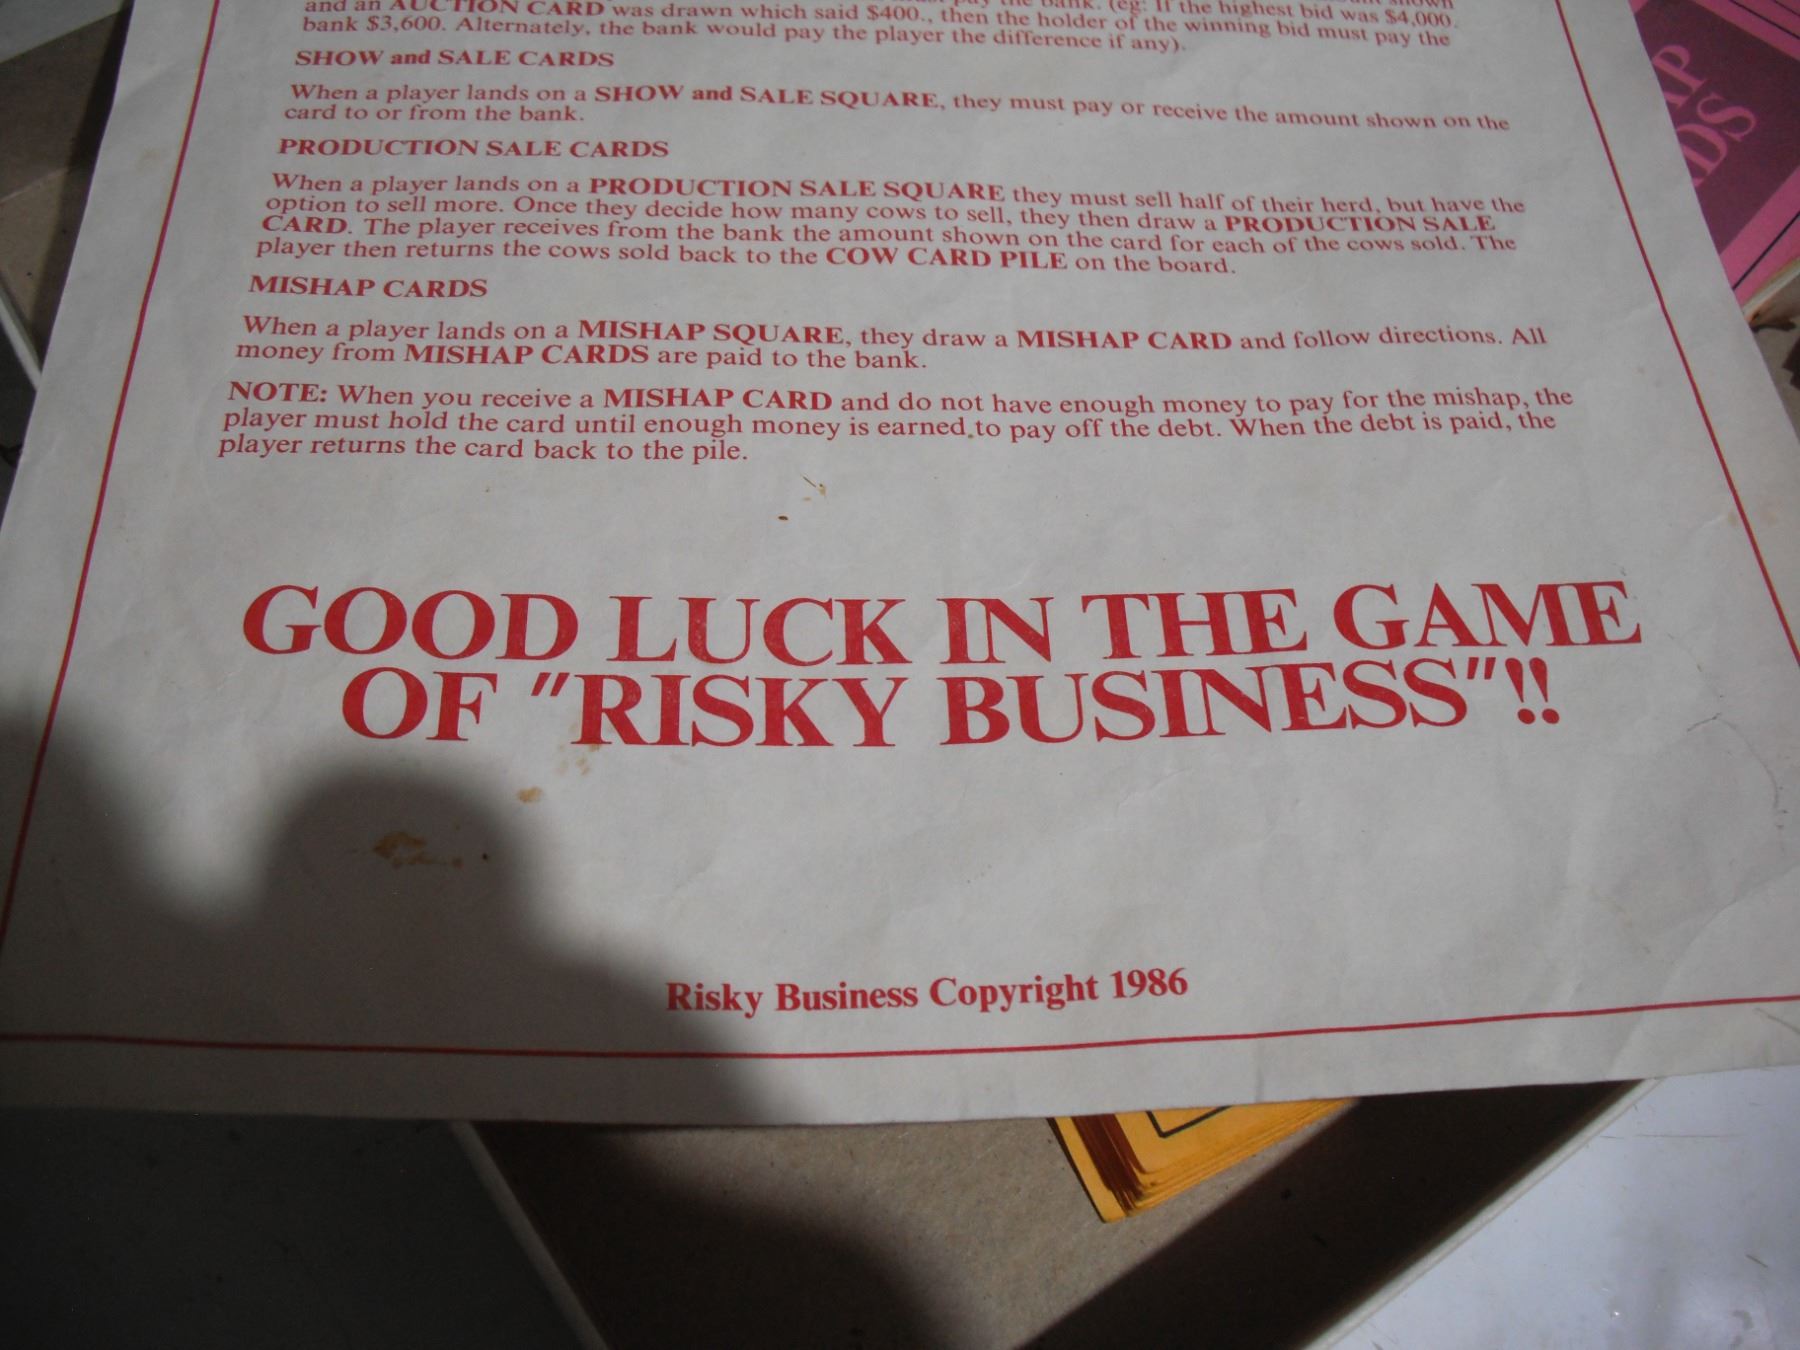 and an AUCTION CARD was drawn which said $400., then the holder of the winning bid must pay the bank. (eg: If the highest bid was $4,000
bank $3,600. Alternately, the bank would pay the player the difference if any).
SHOW and SALE CARDS
When a player lands on a SHOW and SALE SQUARE, they must pay or receive the amount shown on the
card to or from the bank.
PRODUCTION SALE CARDS
When a player lands on a PRODUCTION SALE SQUARE they must sell half of their herd, but have the
option to sell more. Once they decide how many cows to sell, they then draw a PRODUCTION SALE
CARD. The player receives from the bank the amount shown on the card for each of the cows sold. The
player then returns the cows sold back to the COW CARD PILE on the board.
MISHAP CARDS
When a player lands on a MISHAP SQUARE, they draw a MISHAP CARD and follow directions. All
money from MISHAP CARDS are paid to the bank.
NOTE: When you receive a MISHAP CARD and do not have enough money to pay for the mishap, the
player must hold the card until enough money is earned to pay off the debt. When the debt is paid, the
player returns the card back to the pile.
GOOD LUCK IN THE GAME
OF "RISKY BUSINESS"!!
Risky Business Copyright 1986